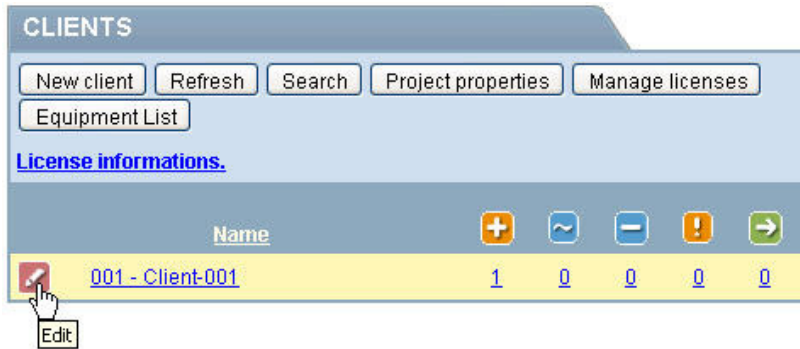 CLIENTS
New client Refresh Search Project properties Manage licenses
Equipment List
License informations.
Name + ~ − ! →
001 - Client-001 1 0 0 0 0
Edit